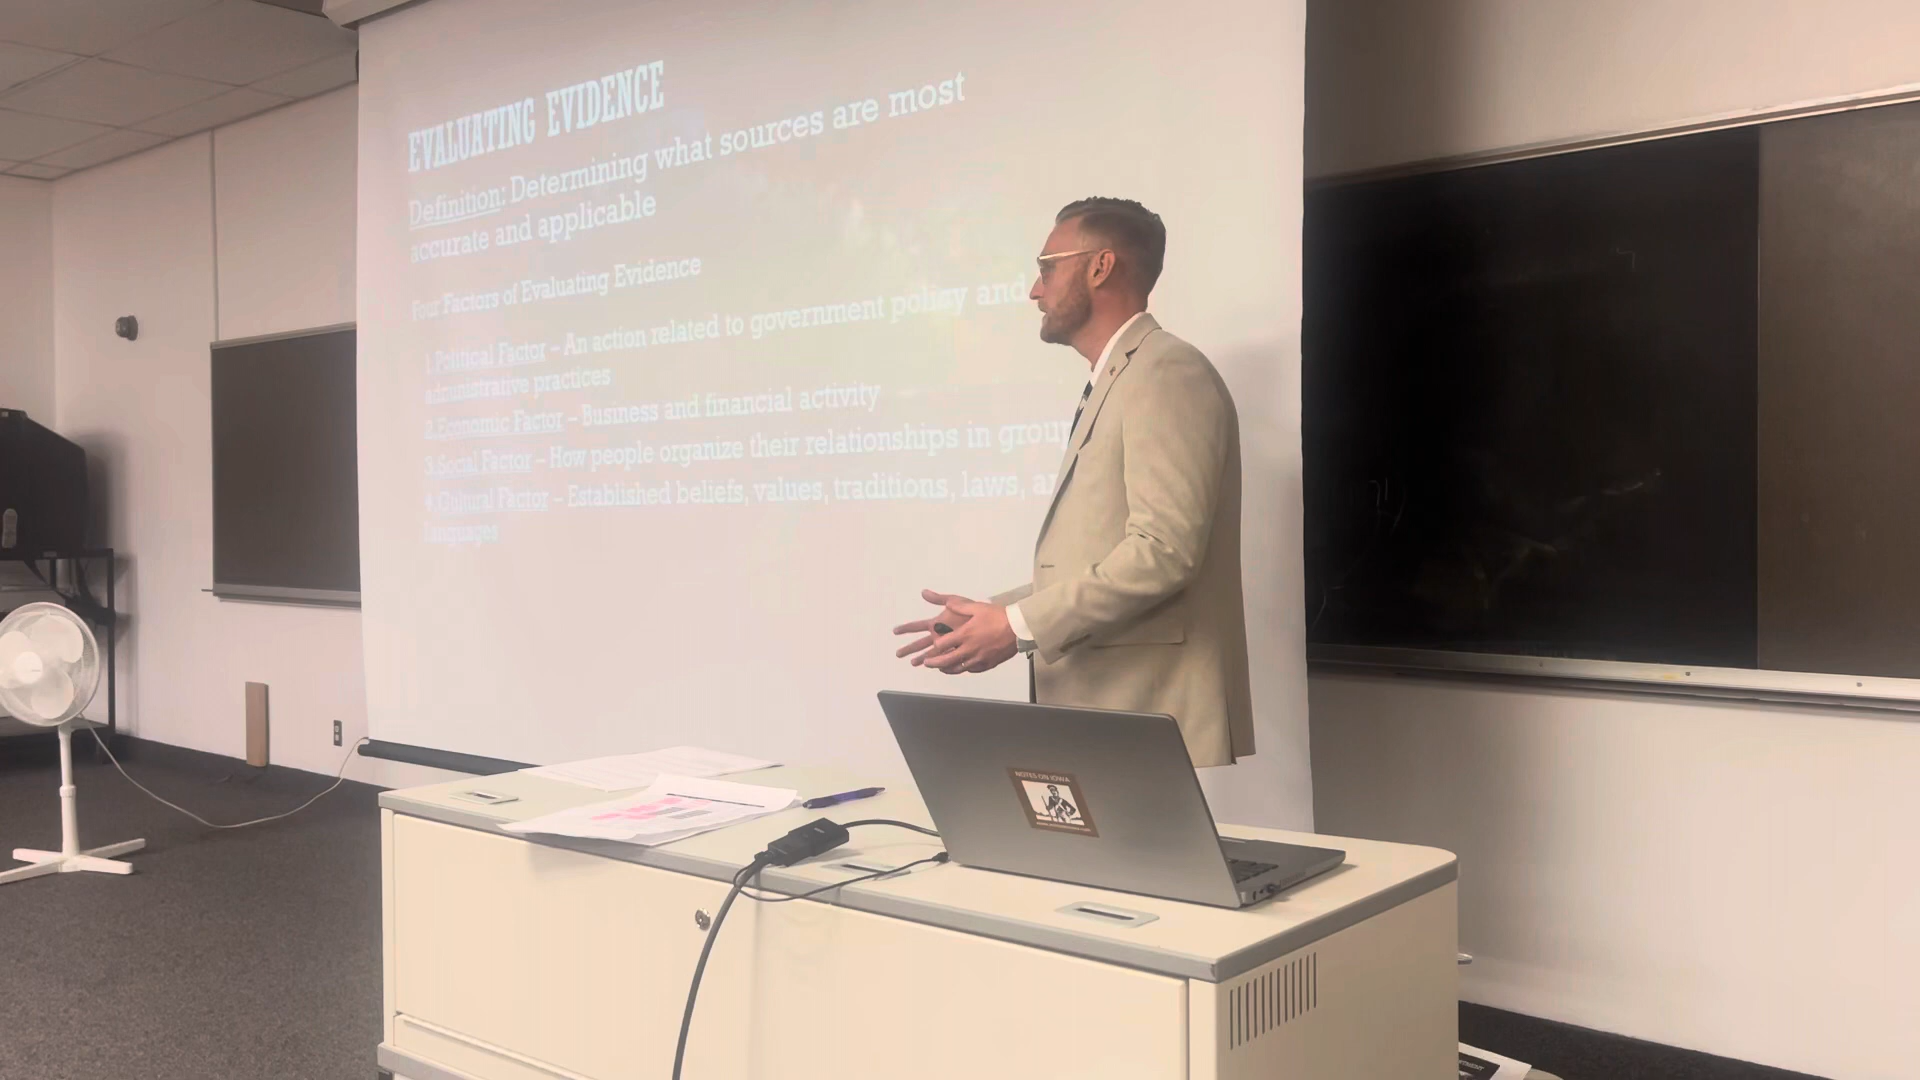 EVALUATING EVIDENCE
Definition: Determining what sources are most
accurate and applicable
Four Factors of Evaluating Evidence
1. Political Factor – An action related to government policy and
administrative practices
2. Economic Factor – Business and financial activity
3. Social Factor – How people organize their relationships in group
4. Cultural Factor – Established beliefs, values, traditions, laws,
languages
NOTES ON IOWA